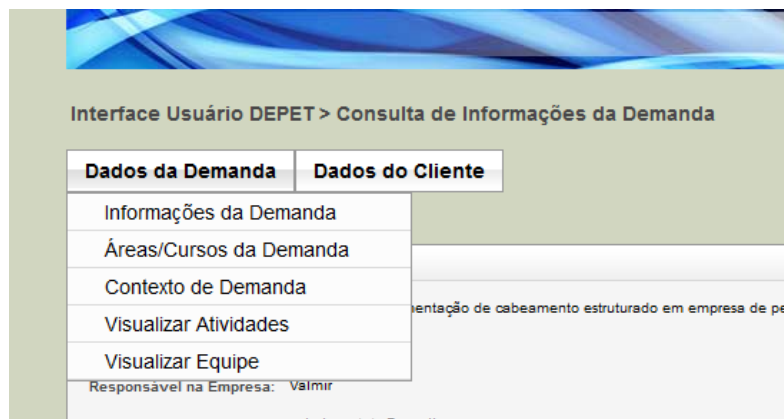 Interface Usuário DEPET > Consulta de Informações da Demanda
Dados da Demanda Dados do Cliente
Informações da Demanda
Áreas/Cursos da Demanda
Contexto de Demanda
de cabeamento estruturado em empresa de
Visualizar Atividades
Visualizar Equipe
Responsável na Empresa: Valmir